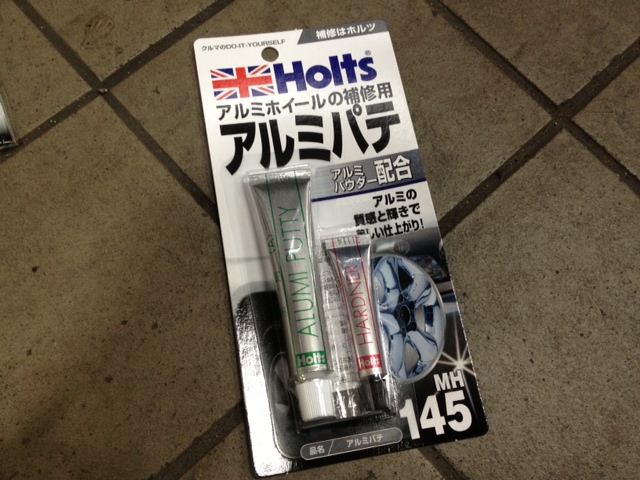 補修はホルツ
クルマのDO-IT-YOURSELF
Holts®
アルミホイールの補修用
アルミパテ
アルミ
パウダー配合
アルミの
質感と輝きで
美しい仕上がり!
ALUMI PUTTY
Holts
HARDNER
Holts
MH
145
品名 アルミパテ